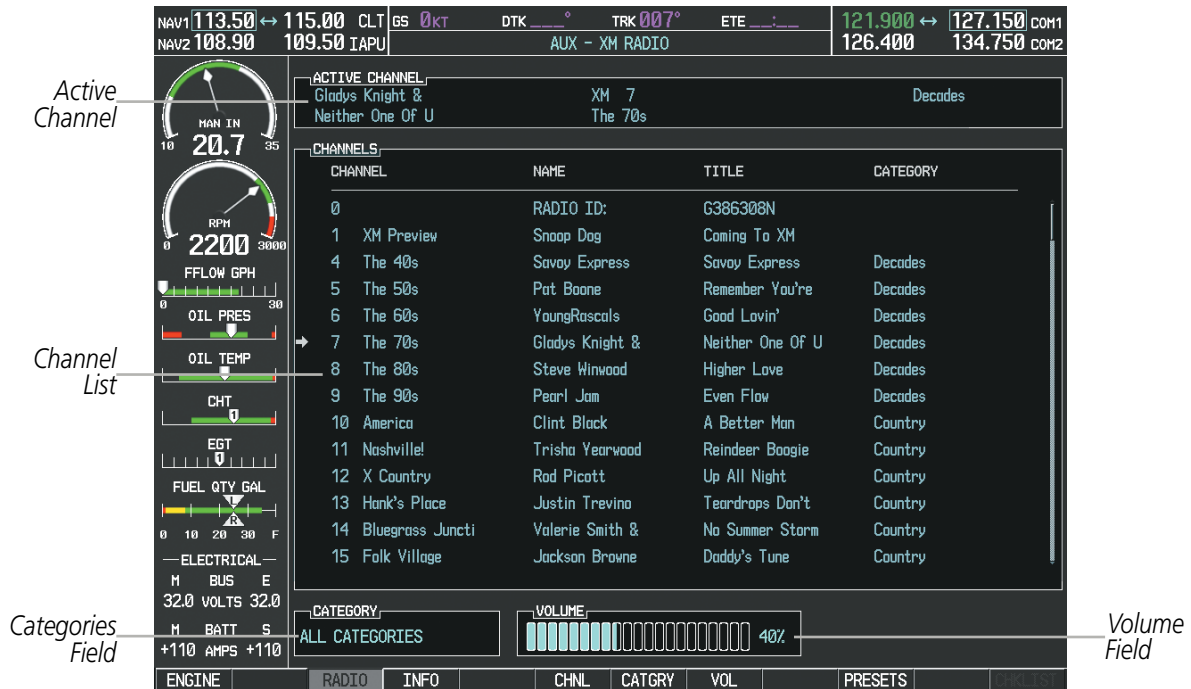 NAV1 113.50 ↔ 115.00 CLT GS 0KT DTK ___° TRK 007° ETE __:__ 121.900 ↔ 127.150 COM1
NAV2 108.90 109.50 IAPU AUX – XM RADIO 126.400 134.750 COM2
Active Channel
MAN IN
10 20.7 35
RPM
0 2200 3000
FFLOW GPH
0 30
OIL PRES
OIL TEMP
CHT
1
EGT
1
FUEL QTY GAL
L
R
0 10 20 30 F
ELECTRICAL
M BUS E
32.0 VOLTS 32.0
M BATT S
+110 AMPS +110
ACTIVE CHANNEL
Gladys Knight & XM 7 Decades
Neither One Of U The 70s
CHANNELS
CHANNEL NAME TITLE CATEGORY
0 RADIO ID: G386308N
1 XM Preview Snoop Dog Coming To XM
4 The 40s Savoy Express Savoy Express Decades
5 The 50s Pat Boone Remember You're Decades
6 The 60s YoungRascals Good Lovin' Decades
7 The 70s Gladys Knight & Neither One Of U Decades
8 The 80s Steve Winwood Higher Love Decades
9 The 90s Pearl Jam Even Flow Decades
10 America Clint Black A Better Man Country
11 Nashville! Trisha Yearwood Reindeer Boogie Country
12 X Country Rod Picott Up All Night Country
13 Hank's Place Justin Trevino Teardrops Don't Country
14 Bluegrass Juncti Valerie Smith & No Summer Storm Country
15 Folk Village Jackson Browne Daddy's Tune Country
Channel List
CATEGORY
ALL CATEGORIES
VOLUME
40%
Categories Field
Volume Field
ENGINE RADIO INFO CHNL CATGRY VOL PRESETS CHKLIST